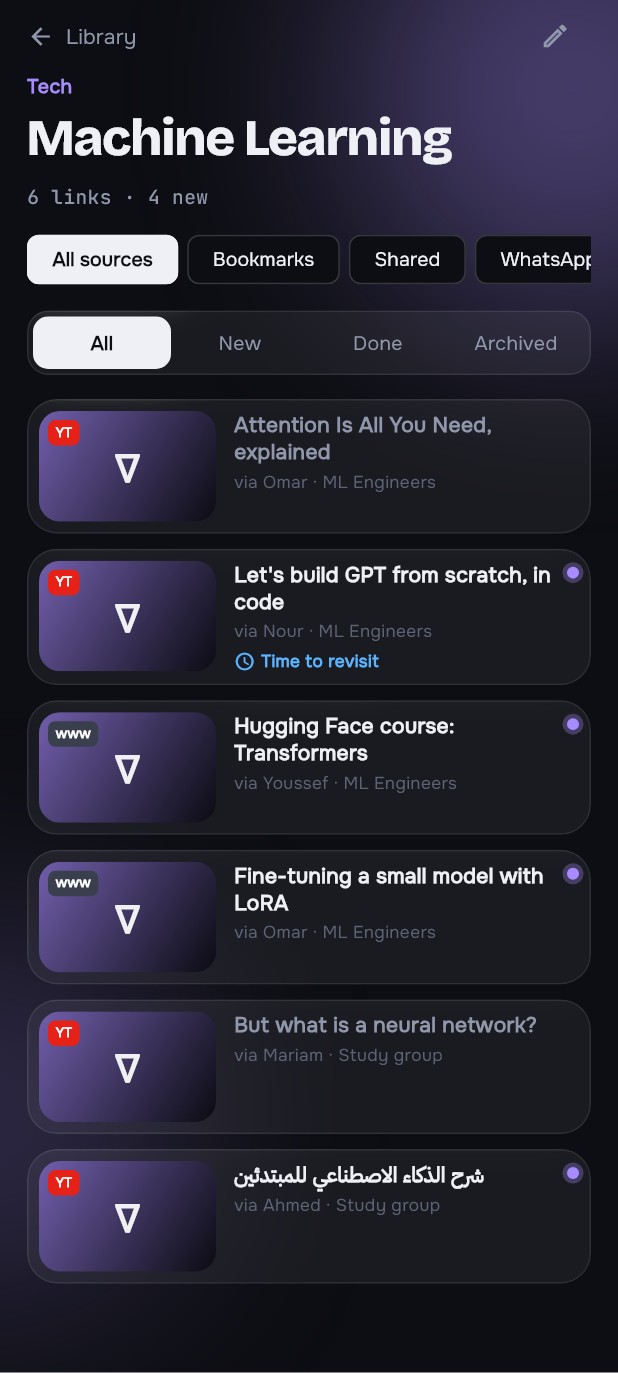 Library
Tech
Machine Learning
6 links · 4 new
All sources
Bookmarks
Shared
WhatsApp
All
New
Done
Archived
YT
Attention Is All You Need,
explained
via Omar · ML Engineers
YT
Let's build GPT from scratch, in
code
via Nour · ML Engineers
Time to revisit
WWW
Hugging Face course:
Transformers
via Youssef · ML Engineers
WWW
Fine-tuning a small model with
LoRA
via Omar · ML Engineers
YT
But what is a neural network?
via Mariam · Study group
YT
شرح الذكاء الاصطناعي للمبتدئين
via Ahmed · Study group